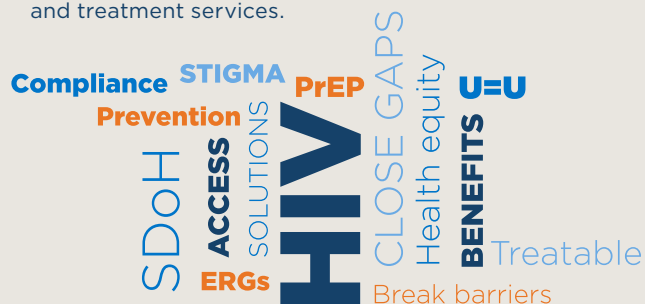 and treatment services.
Compliance
STIGMA
PrEP
CLOSE GAPS
Health equity
U=U
Prevention
SDoH
ACCESS
SOLUTIONS
HIV
BENEFITS
Treatable
ERGs
Break barriers